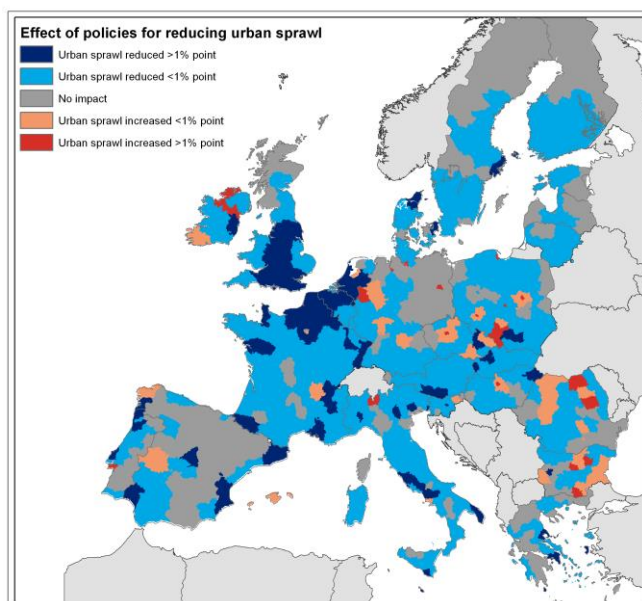 Effect of policies for reducing urban sprawl
Urban sprawl reduced >1% point
Urban sprawl reduced <1% point
No impact
Urban sprawl increased <1% point
Urban sprawl increased >1% point